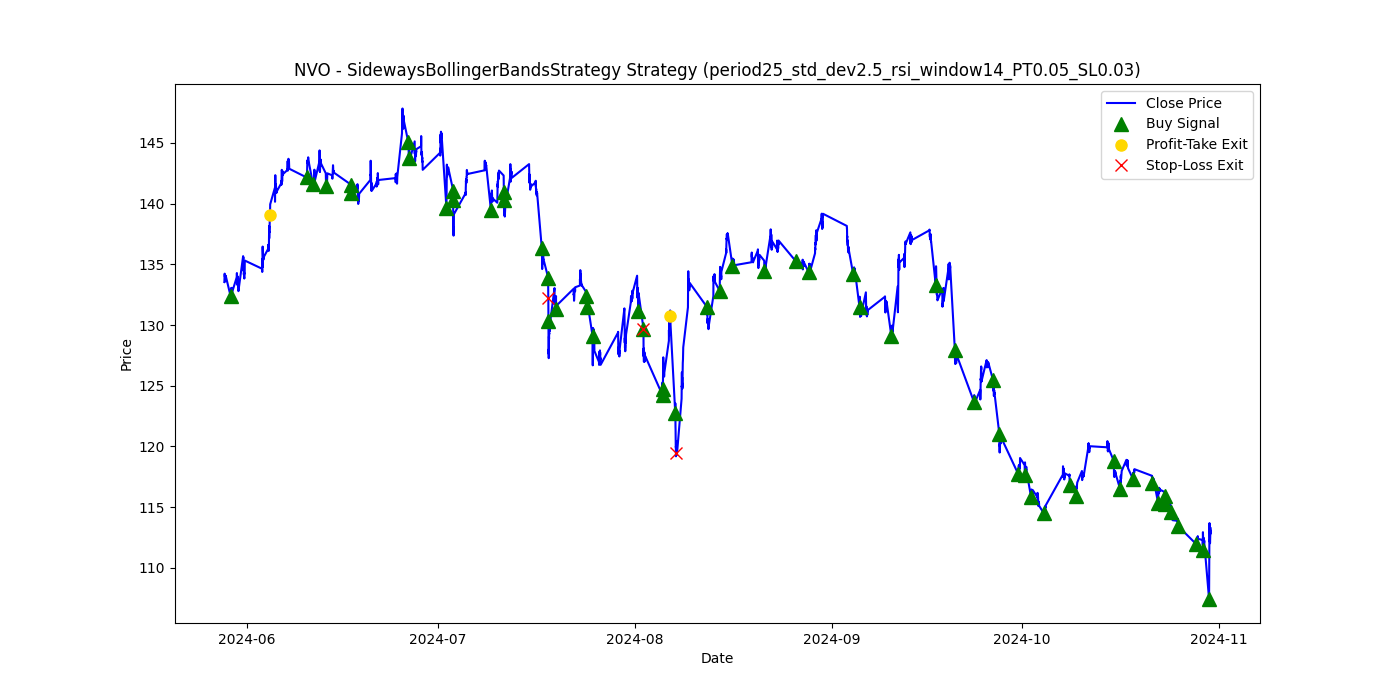 NVO - SidewaysBollingerBandsStrategy Strategy (period25_std_dev2.5_rsi_window14_PT0.05_SL0.03)
Close Price
Buy Signal
Profit-Take Exit
Stop-Loss Exit
Price
145
140
135
130
125
120
115
110
2024-06 2024-07 2024-08 2024-09 2024-10 2024-11
Date